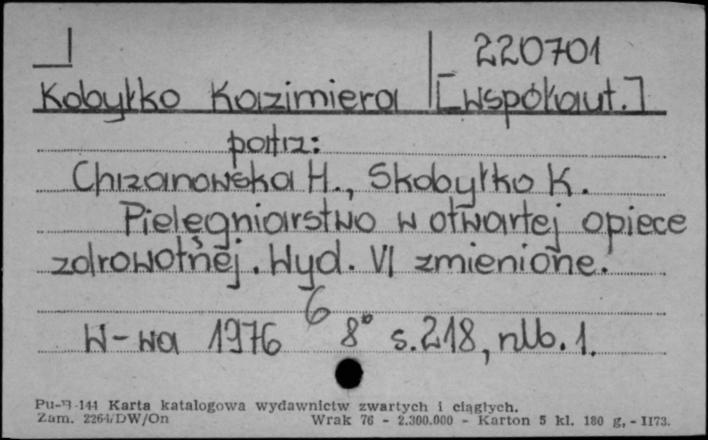 220701
Kobyłko Kazimiera [współaut.]
patrz:
Chrzanowska H., Skobyłko K.
Pielęgniarstwo w otwartej opiece
zdrowotnej. Wyd. VI zmienione.
6
W-wa 1976 8° s.218, nlb. 1.
Pu-B-144 Karta katalogowa wydawnictw zwartych i ciągłych.
Zam. 2264/DW/On Wrak 76 - 2.300.000 - Karton 5 kl. 180 g, - 1173.